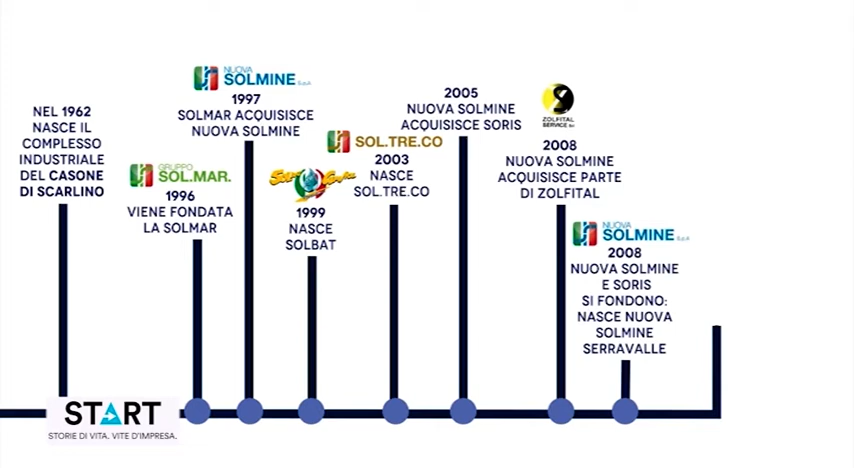 NEL 1962
NASCE IL
COMPLESSO
INDUSTRIALE
DEL CASONE
DI SCARLINO
GRUPPO
SOL.MAR.
1996
VIENE FONDATA
LA SOLMAR
NUOVA
SOLMINE S.p.A
1997
SOLMAR ACQUISISCE
NUOVA SOLMINE
1999
NASCE
SOLBAT
SOL.TRE.CO
2003
NASCE
SOL.TRE.CO
2005
NUOVA SOLMINE
ACQUISISCE SORIS
ZOLFITAL
SERVICE Srl
2008
NUOVA SOLMINE
ACQUISISCE PARTE
DI ZOLFITAL
NUOVA
SOLMINE S.p.A
2008
NUOVA SOLMINE
E SORIS
SI FONDONO:
NASCE NUOVA
SOLMINE
SERRAVALLE
START
STORIE DI VITA. VITE D'IMPRESA.